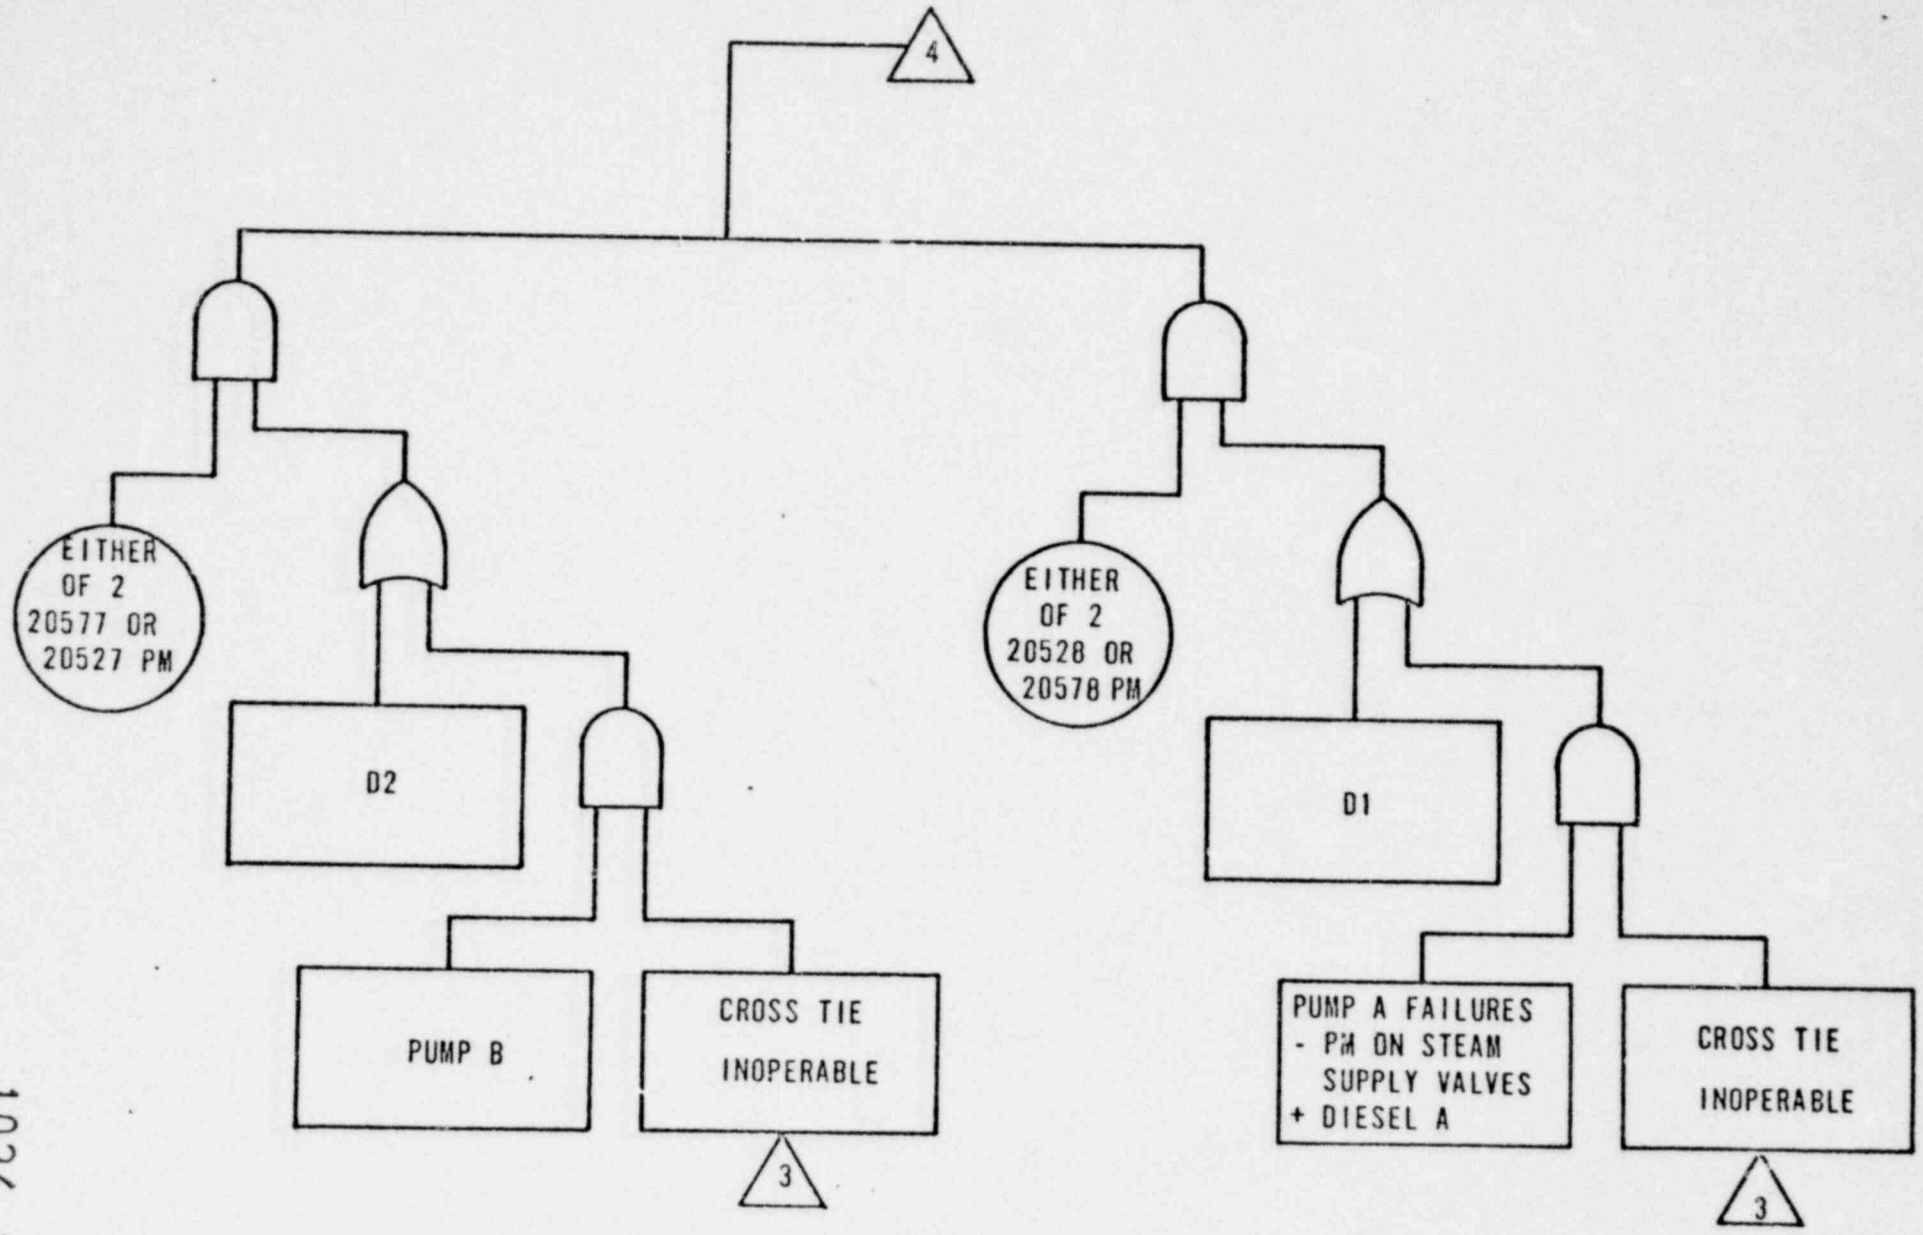 4
EITHER
OF 2
20577 OR
20527 PM
EITHER
OF 2
20528 OR
20578 PM
D2
D1
PUMP B
CROSS TIE
INOPERABLE
3
PUMP A FAILURES
- PM ON STEAM
SUPPLY VALVES
+ DIESEL A
CROSS TIE
INOPERABLE
3